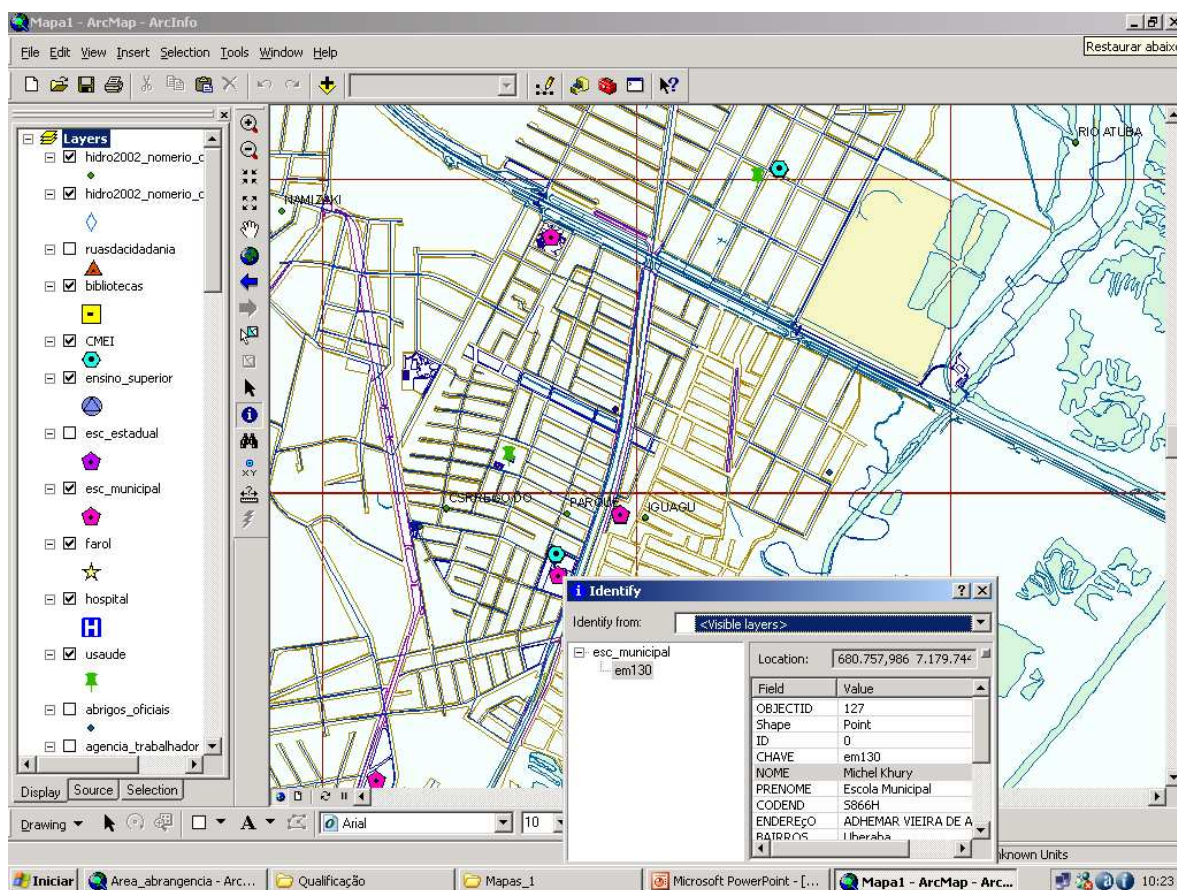 Mapa1 - ArcMap - ArcInfo
File Edit View Insert Selection Tools Window Help
Restaurar abaixo
Layers
hidro2002_nomerio_c
hidro2002_nomerio_c
ruasdacidadania
bibliotecas
CMEI
ensino_superior
esc_estadual
esc_municipal
farol
hospital
H
usaude
abrigos_oficiais
agencia_trabalhador
Display Source Selection
RIO ATUBA
NAMIZAKI
PARQUE
IGUAGU
Identify
Identify from: <Visible layers>
esc_municipal
em130
Location: 680.757,986 7.179.744
Field Value
OBJECTID 127
Shape Point
ID 0
CHAVE em130
NOME Michel Khury
PRENOME Escola Municipal
CODEND S866H
ENDEREçO ADHEMAR VIEIRA DE A
BAIRROS Uberaba
Drawing A Arial 10
nknown Units
Iniciar Area_abrangencia - Arc... Qualificação Mapas_1 Microsoft PowerPoint - [... Mapa1 - ArcMap - Arc... 10:23